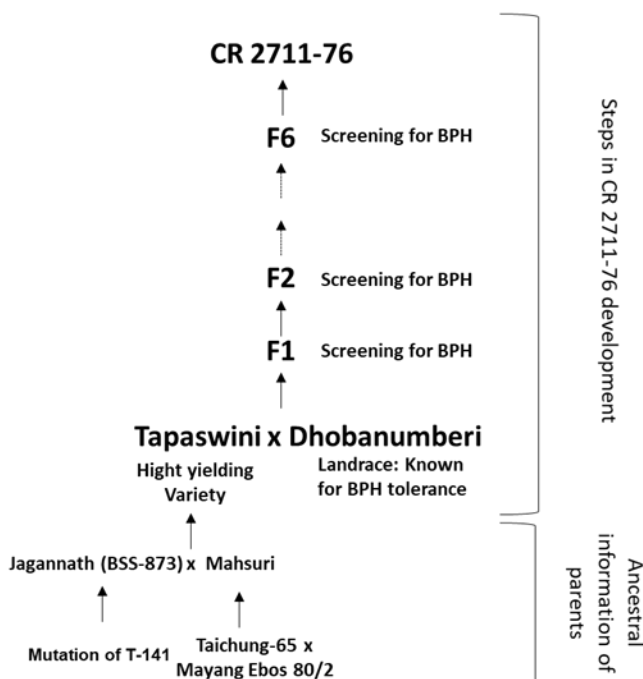 CR 2711-76
F6 Screening for BPH
F2 Screening for BPH
F1 Screening for BPH
Tapaswini x Dhobanumberi
Hight yielding
Variety
Landrace: Known
for BPH tolerance
Jagannath (BSS-873) x Mahsuri
Mutation of T-141
Taichung-65 x
Mayang Ebos 80/2
Steps in CR 2711-76 development
Ancestral
information of
parents